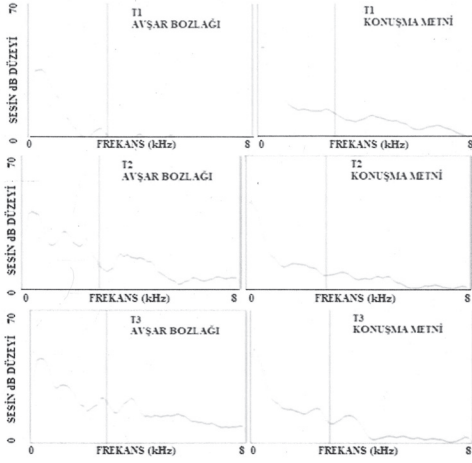 70
T1
AVŞAR BOZLAĞI
T1
KONUŞMA METNİ
SESİN dB DÜZEYİ
0
0
FREKANS (kHz)
8
0
FREKANS (kHz)
8
70
T2
AVŞAR BOZLAĞI
T2
KONUŞMA METNİ
SESİN dB DÜZEYİ
0
0
FREKANS (kHz)
8
0
FREKANS (kHz)
8
70
T3
AVŞAR BOZLAĞI
T3
KONUŞMA METNİ
SESİN dB DÜZEYİ
0
0
FREKANS (kHz)
8
0
FREKANS (kHz)
8